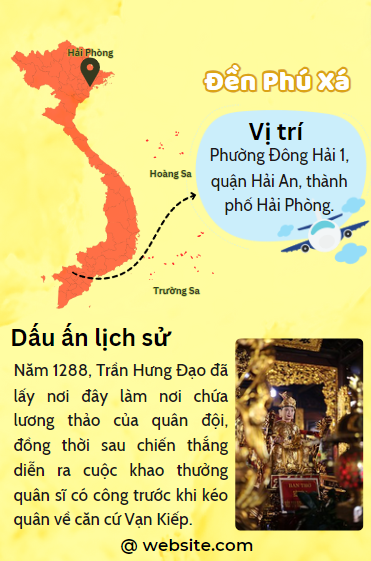 Hải Phòng
Đền Phú Xá
Vị trí
Phường Đông Hải 1,
quận Hải An, thành
phố Hải Phòng.
Hoàng Sa
Trường Sa
Dấu ấn lịch sử
Năm 1288, Trần Hưng Đạo đã
lấy nơi đây làm nơi chứa
lương thảo của quân đội,
đồng thời sau chiến thắng
diễn ra cuộc khao thưởng
quân sĩ có công trước khi kéo
quân về căn cứ Vạn Kiếp.
@ website.com